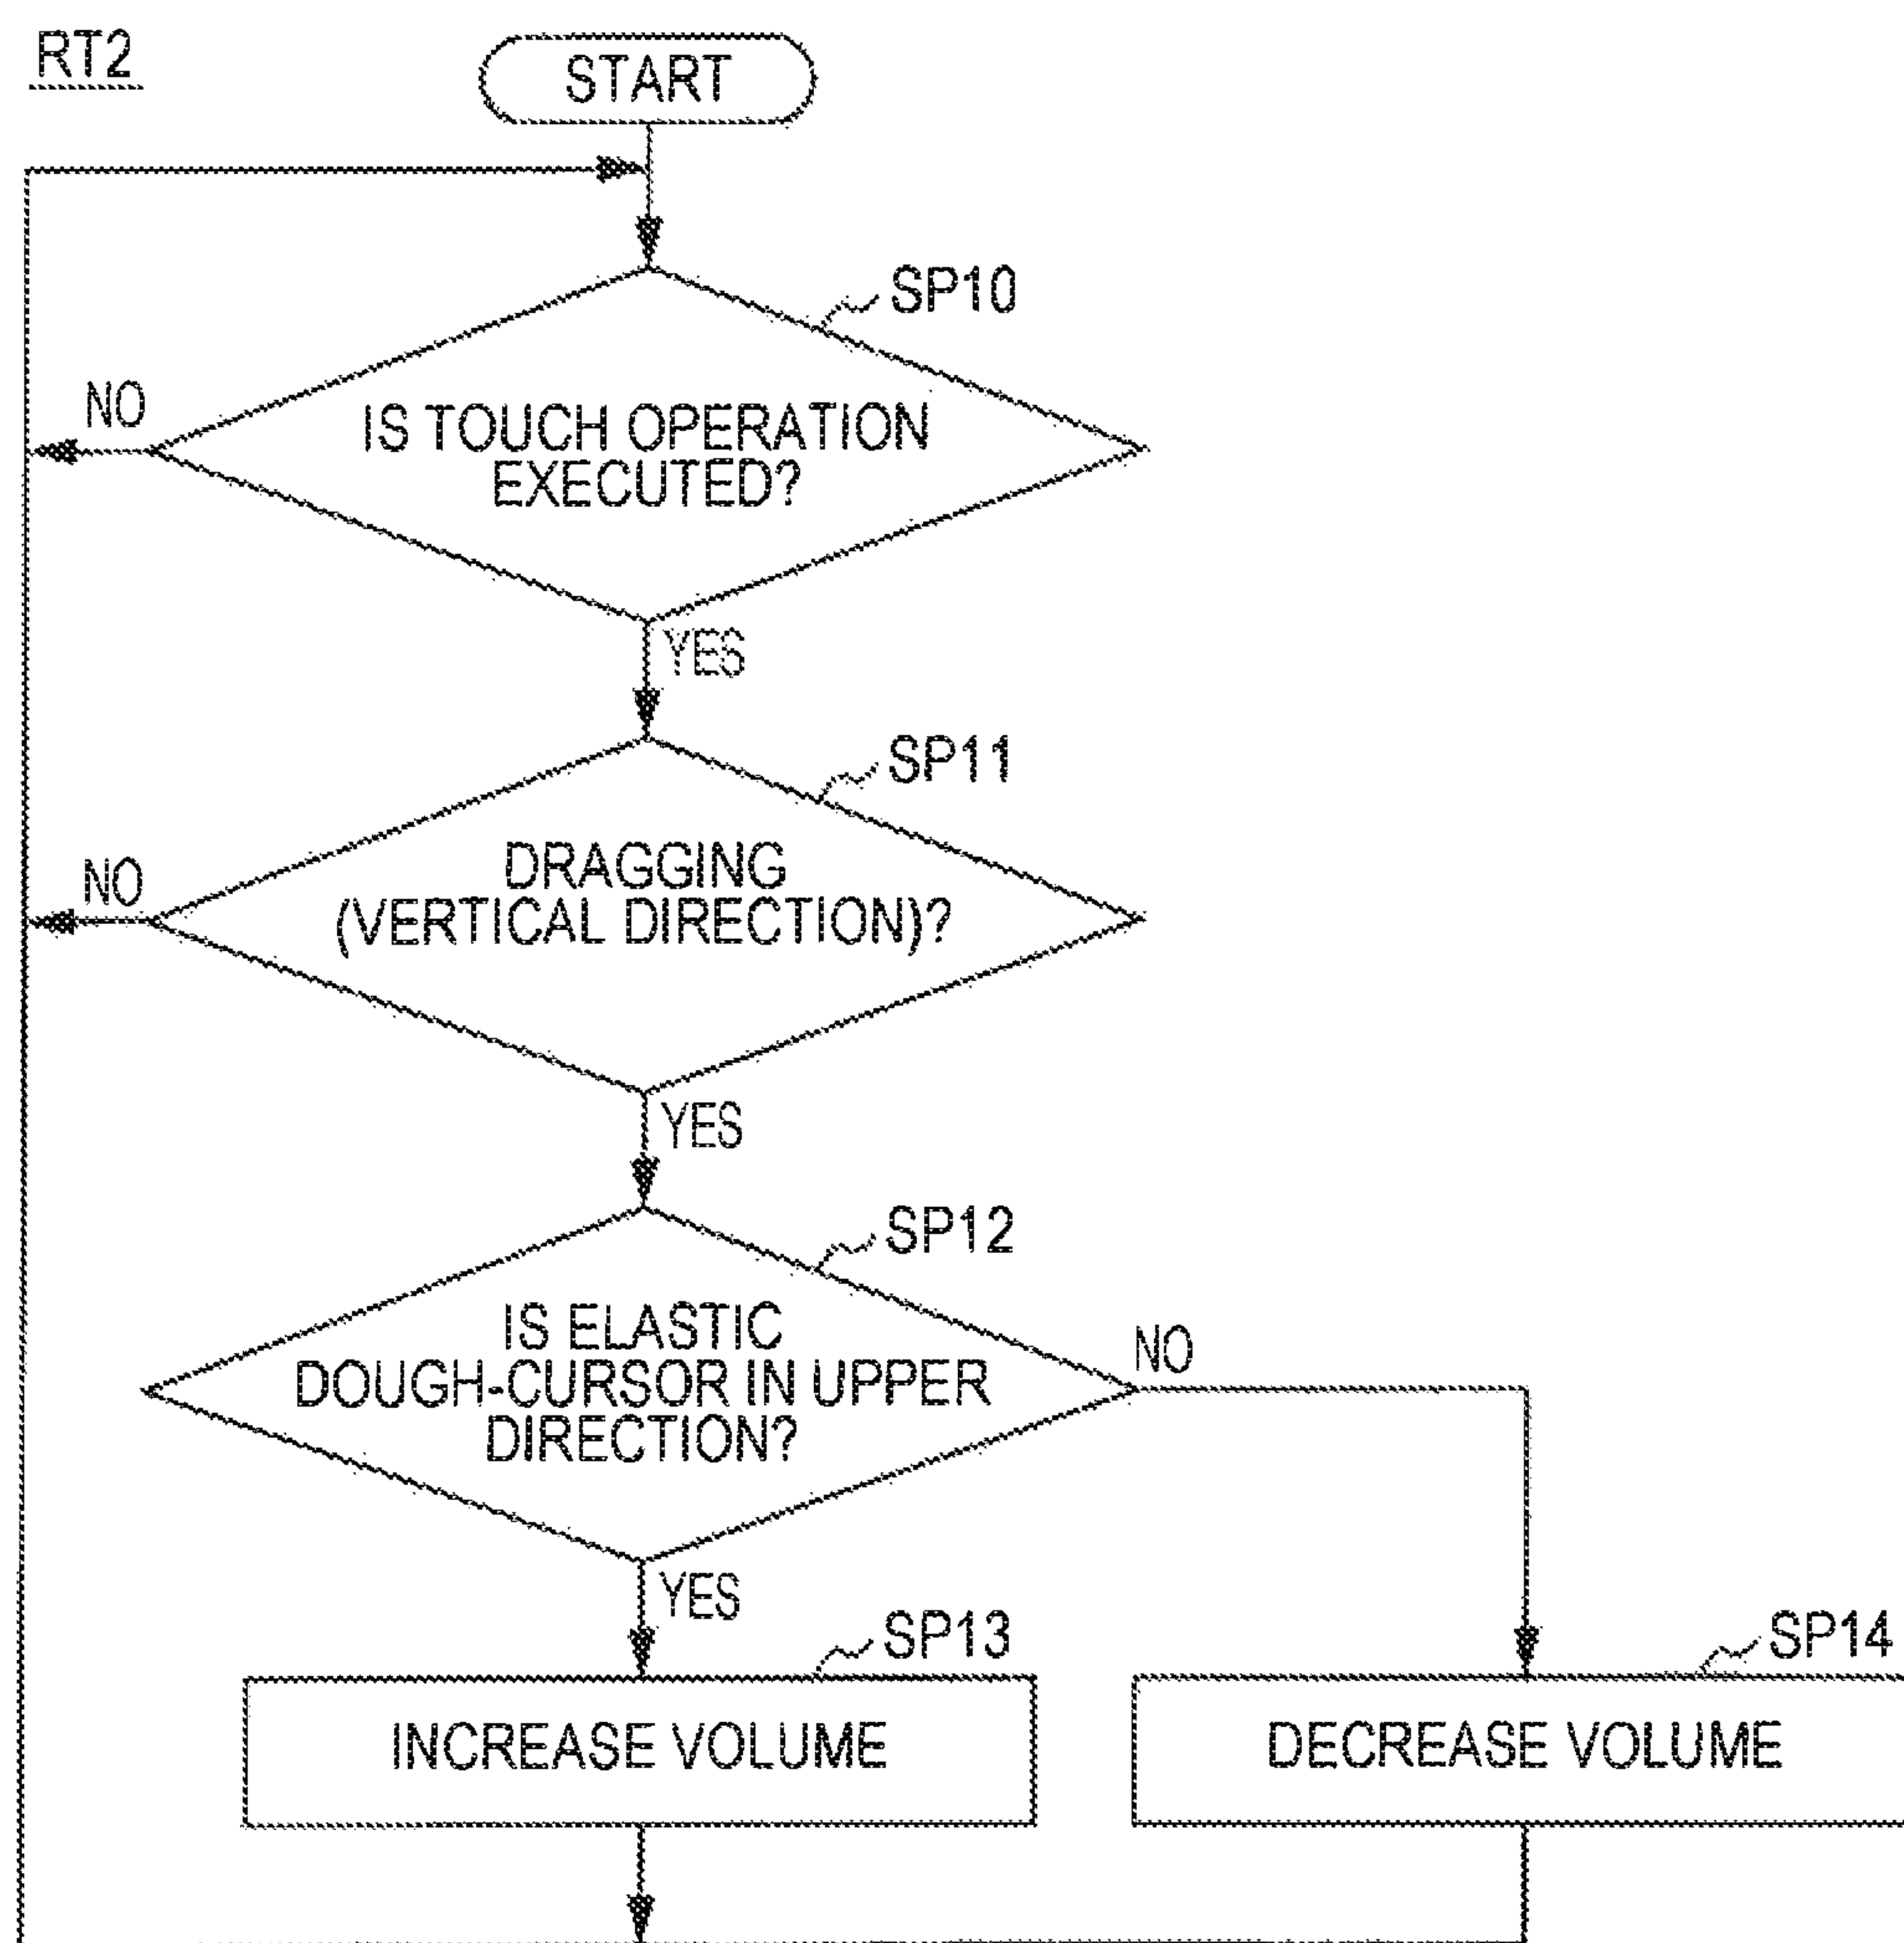 RT2
START
SP10
NO
IS TOUCH OPERATION
EXECUTED?
YES
SP11
DRAGGING
NO
(VERTICAL DIRECTION)?
YES
SP12
IS ELASTIC
NO
DOUGH-CURSOR IN UPPER
DIRECTION?
YES
SP13
SP14
INCREASE VOLUME
DECREASE VOLUME